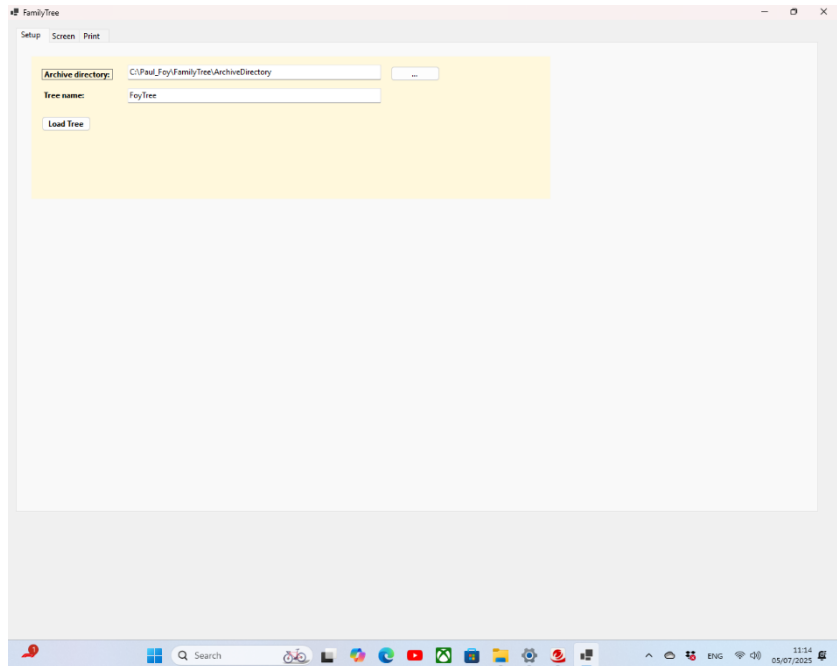 FamilyTree
Setup Screen Print
Archive directory: C:\Paul_Foy\FamilyTree\ArchiveDirectory ...
Tree name: FoyTree
Load Tree
1 Search ENG 11:14
05/07/2025